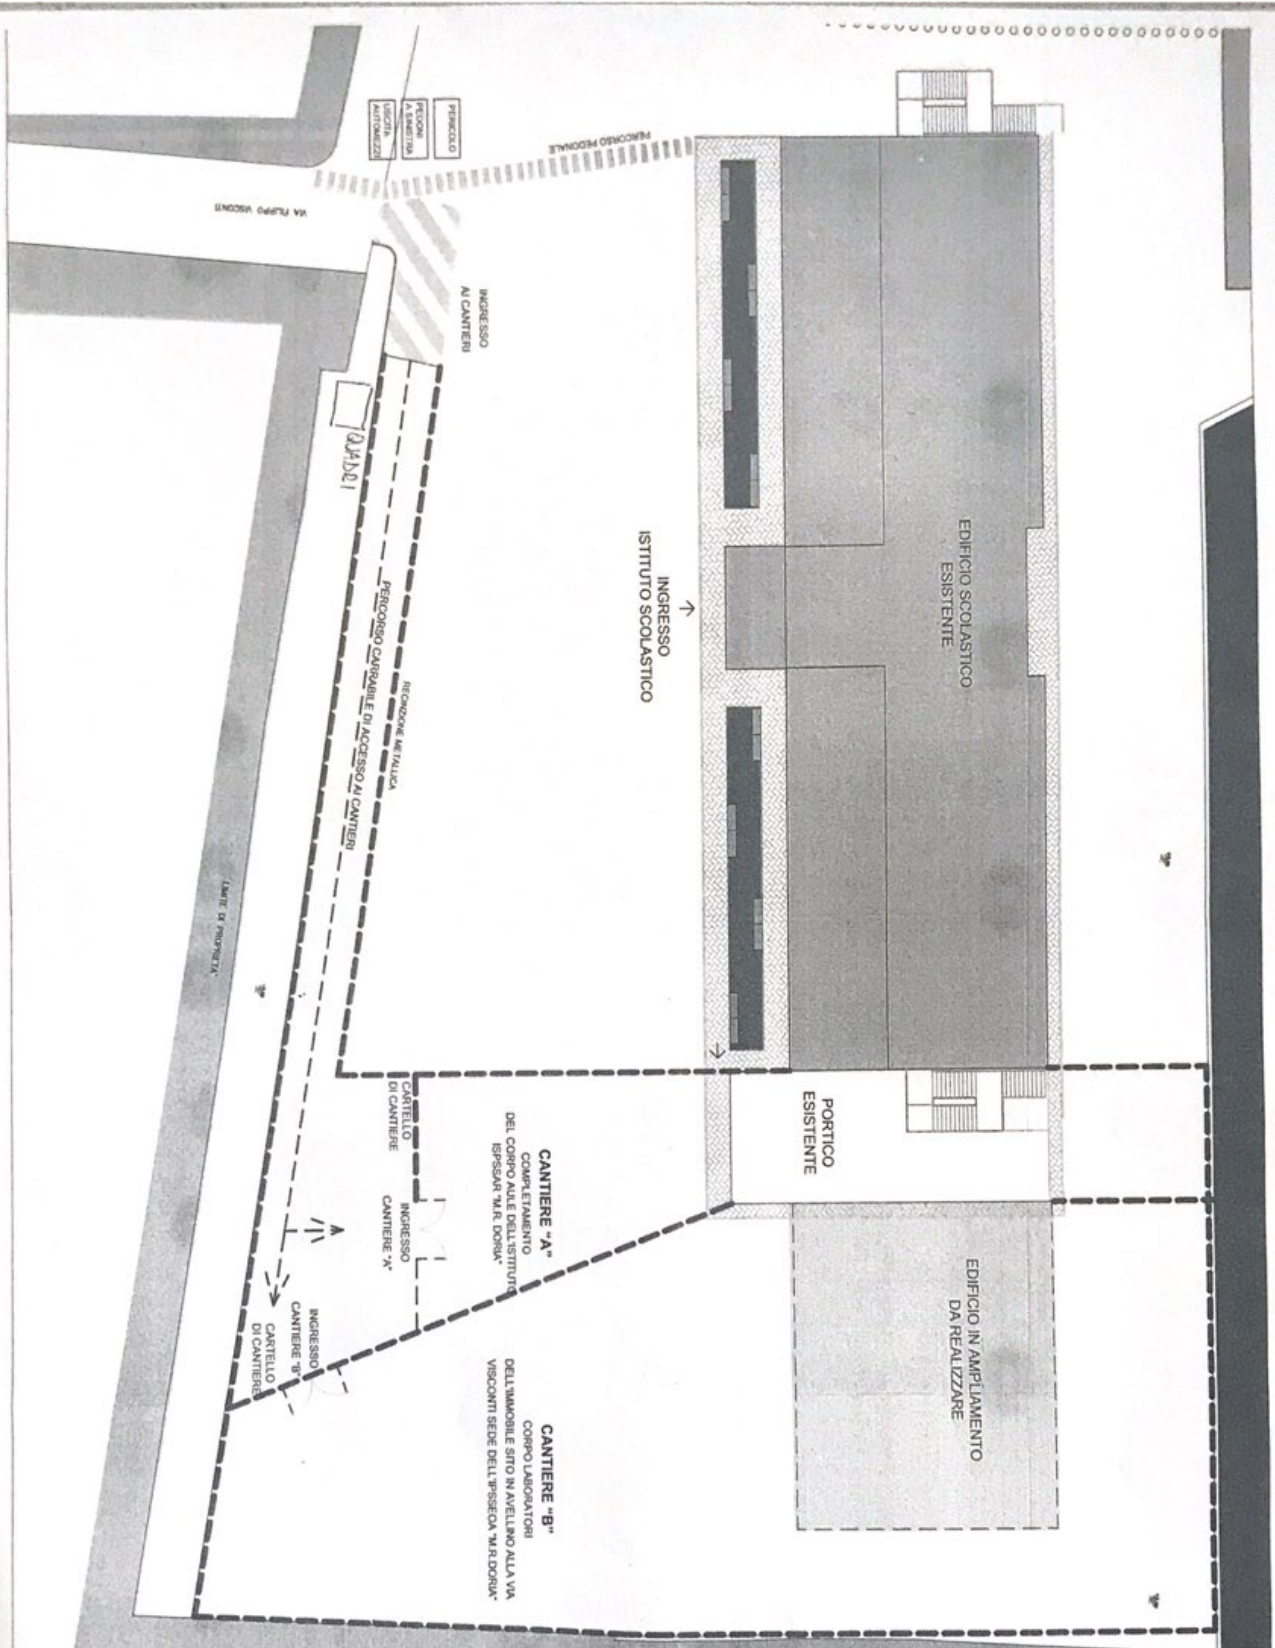 PERICOLO
PEDONI
A SINISTRA
USCITA
AUTOMEZZI
PERCORSO PEDONALE
VIA FILIPPO VISCONTI
INGRESSO
AI CANTIERI
QUADRI
RECINZIONE METALLICA
PERCORSO CARRABILE DI ACCESSO AI CANTIERI
LIMITE DI PROPRIETA'
INGRESSO
ISTITUTO SCOLASTICO
EDIFICIO SCOLASTICO
ESISTENTE
PORTICO
ESISTENTE
CARTELLO
DI CANTIERE
INGRESSO
CANTIERE "A"
CANTIERE "A"
COMPLETAMENTO
DEL CORPO AULE DELL'ISTITUTO
ISPSSAR "M.R. DORIA"
INGRESSO
CANTIERE "B"
CARTELLO
DI CANTIERE
CANTIERE "B"
CORPO LABORATORI
DELL'IMMOBILE SITO IN AVELLINO ALLA VIA
VISCONTI SEDE DELL'IPSSEOA "M.R.DORIA"
EDIFICIO IN AMPLIAMENTO
DA REALIZZARE